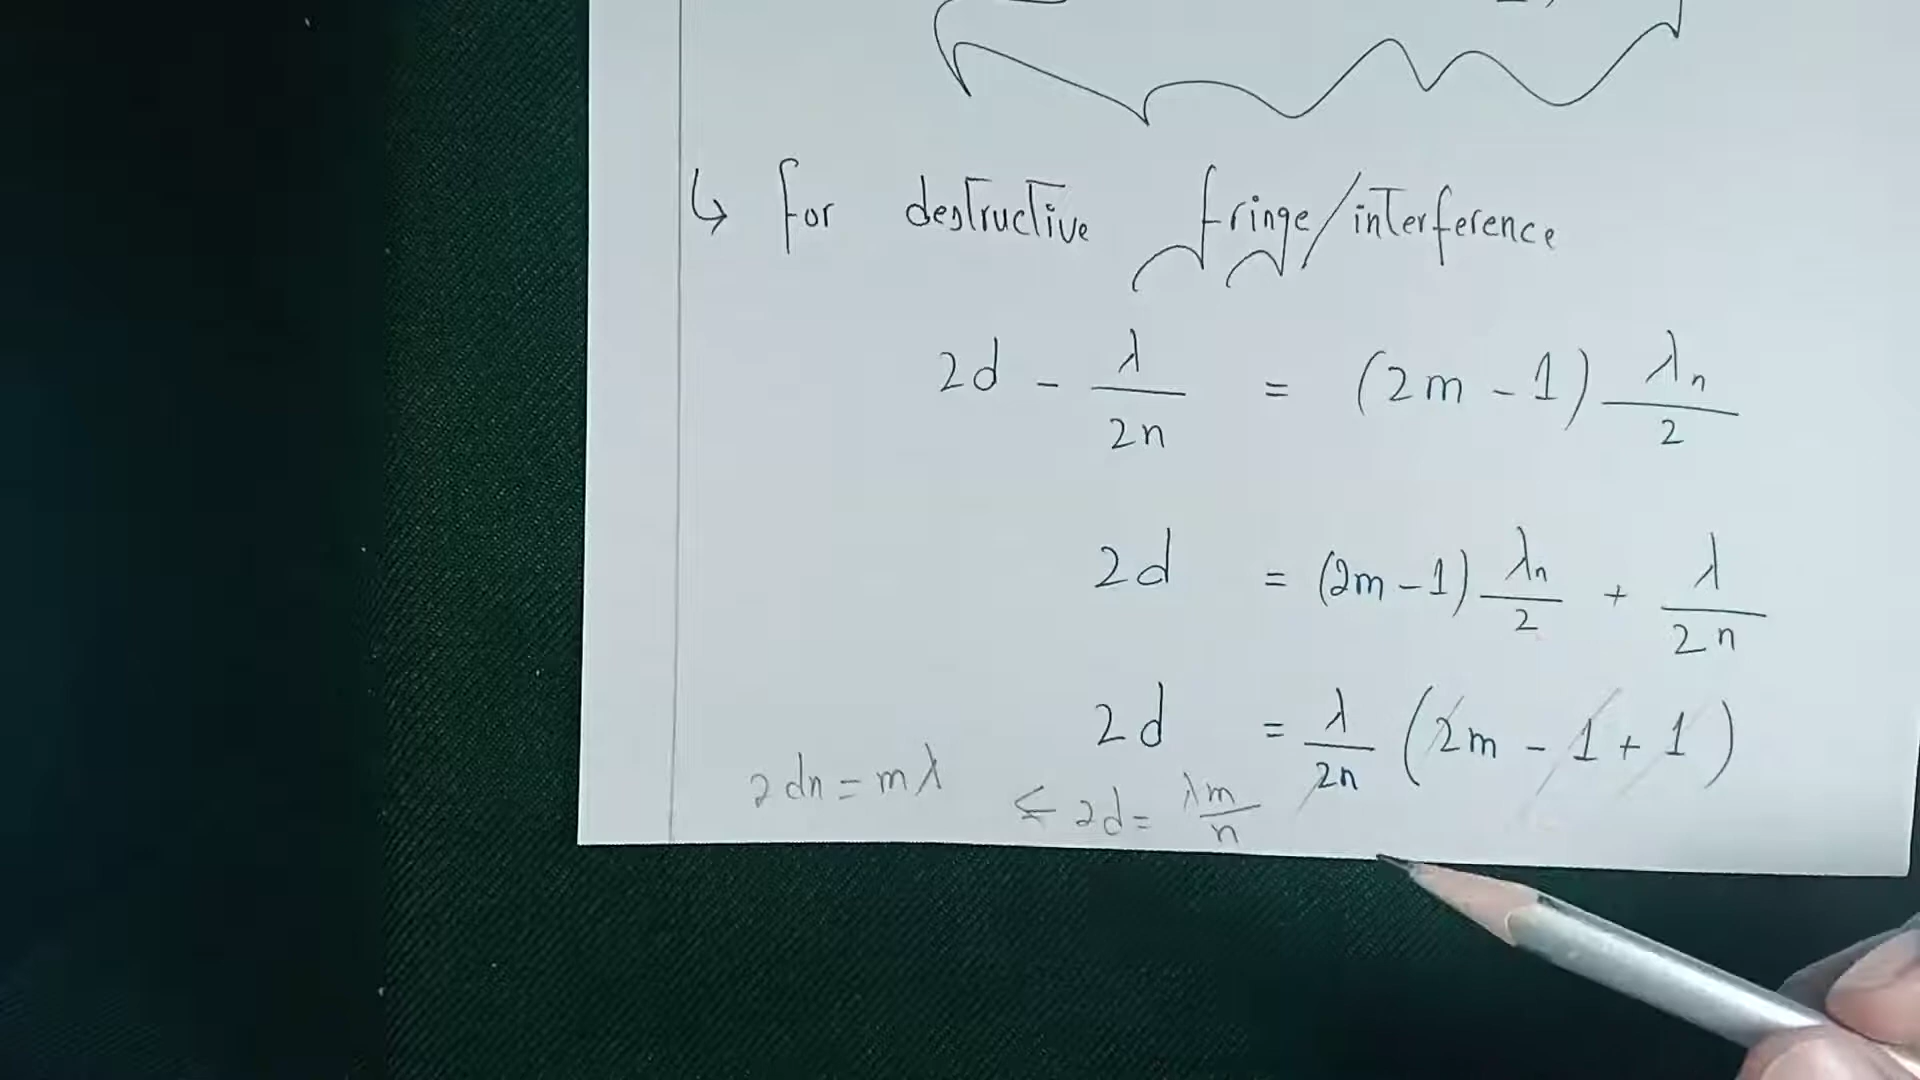 ↳ for destructive fringe/interference
2d - λ/2n = (2m - 1) λn/2
2d = (2m - 1) λn/2 + λ/2n
2d = λ/2n (2m - 1 + 1)
2dn = mλ ⇐ 2d = λm/n